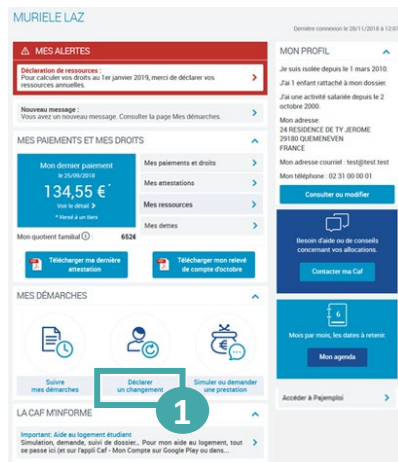 MURIELE LAZ
Dernière connexion le 28/11/2018 à 12:07
MES ALERTES
Déclaration de ressources :
Pour calculer vos droits au 1er janvier 2019, merci de déclarer vos
ressources annuelles.
Nouveau message :
Vous avez un nouveau message. Consulter la page Mes démarches.
MES PAIEMENTS ET MES DROITS
Mon dernier paiement
le 25/09/2018
134,55 €*
Voir le détail
* Versé à un tiers
Mes paiements et droits
Mes attestations
Mes ressources
Mes dettes
Mon quotient familial : 652€
Télécharger ma dernière
attestation
Télécharger mon relevé
de compte d'octobre
MES DÉMARCHES
Suivre
mes démarches
Déclarer
un changement
Simuler ou demander
une prestation
1
LA CAF M'INFORME
Important: Aide au logement étudiant
Simulation, demande, suivi de dossier... Pour mon aide au logement, tout
se passe ici (et sur l'appli Caf - Mon Compte sur Google Play ou dans...
MON PROFIL
Je suis isolée depuis le 1 mars 2010.
J'ai 1 enfant rattaché à mon dossier.
J'ai une activité salariée depuis le 2
octobre 2000.
Mon adresse
24 RESIDENCE DE TY JEROME
29180 QUEMENEVEN
FRANCE
Mon adresse courriel : test@test.test
Mon téléphone : 02 31 00 00 01
Consulter ou modifier
Besoin d'aide ou de conseils
concernant vos allocations.
Contacter ma Caf
6
Mois par mois, les dates à retenir.
Mon agenda
Accéder à Pajemploi